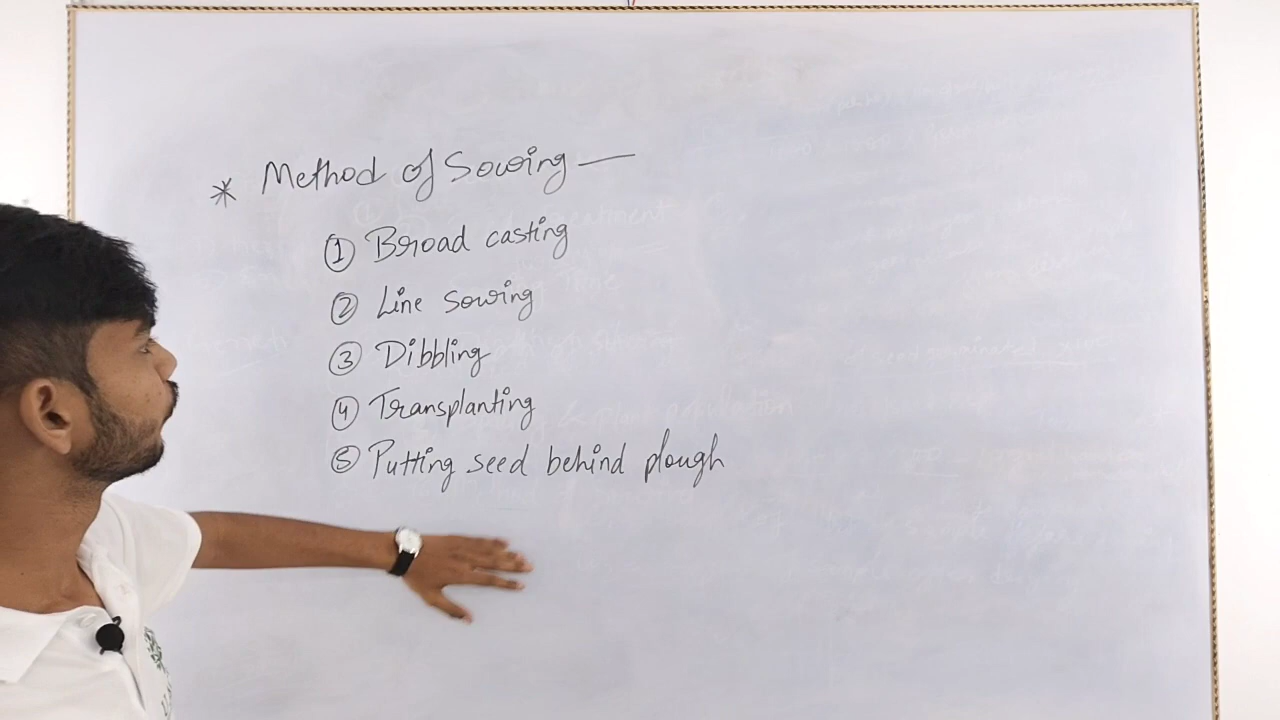 * Method of Sowing —
① Broad casting
② Line sowing
③ Dibbling
④ Transplanting
⑤ Putting seed behind plough